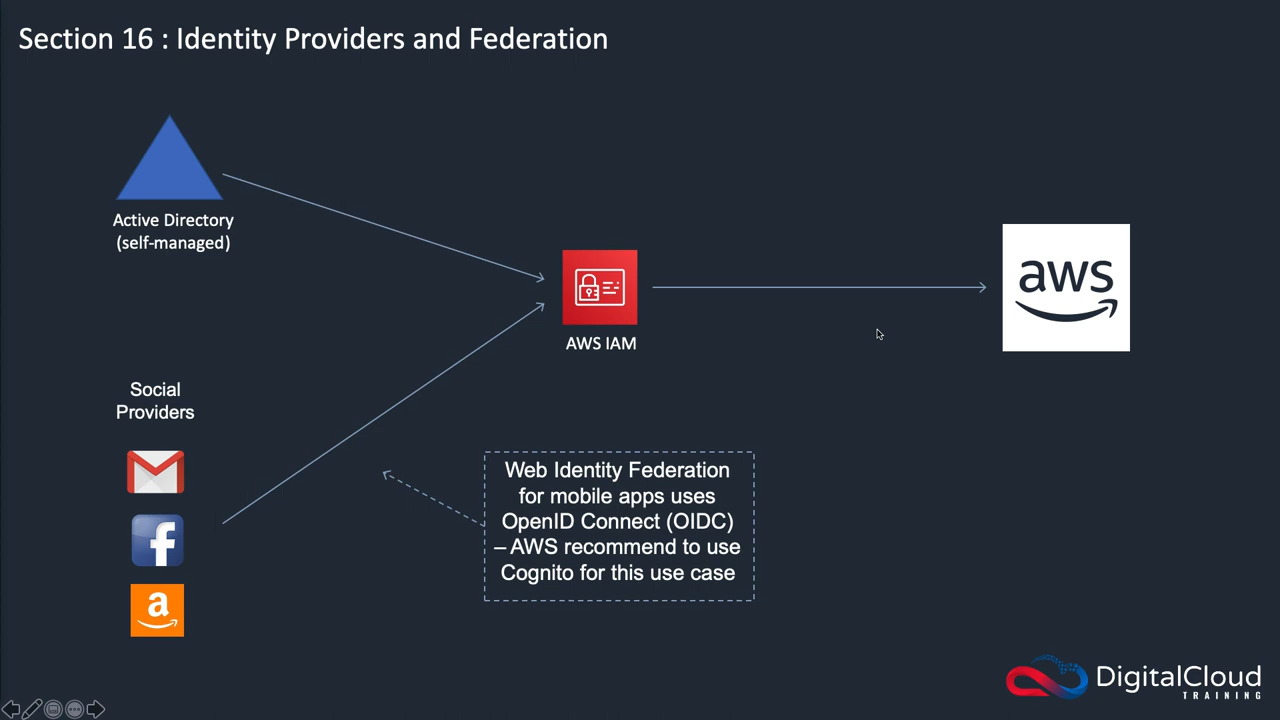 Section 16 : Identity Providers and Federation
Active Directory
(self-managed)
AWS IAM
aws
Social
Providers
f
a
Web Identity Federation
for mobile apps uses
OpenID Connect (OIDC)
– AWS recommend to use
Cognito for this use case
DigitalCloud
TRAINING